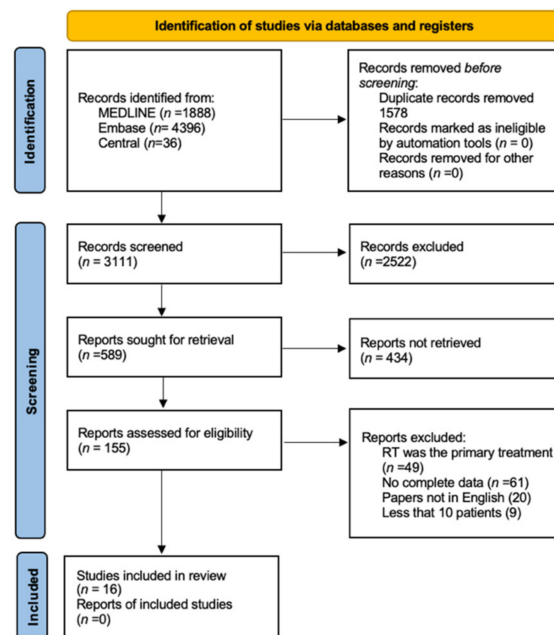 Identification of studies via databases and registers
Identification
Records identified from:
MEDLINE (n =1888)
Embase (n= 4396)
Central (n=36)
Records removed before
screening:
Duplicate records removed
1578
Records marked as ineligible
by automation tools (n = 0)
Records removed for other
reasons (n =0)
Screening
Records screened
(n = 3111)
Records excluded
(n =2522)
Reports sought for retrieval
(n =589)
Reports not retrieved
(n = 434)
Reports assessed for eligibility
(n = 155)
Reports excluded:
RT was the primary treatment
(n =49)
No complete data (n =61)
Papers not in English (20)
Less that 10 patients (9)
Included
Studies included in review
(n = 16)
Reports of included studies
(n =0)